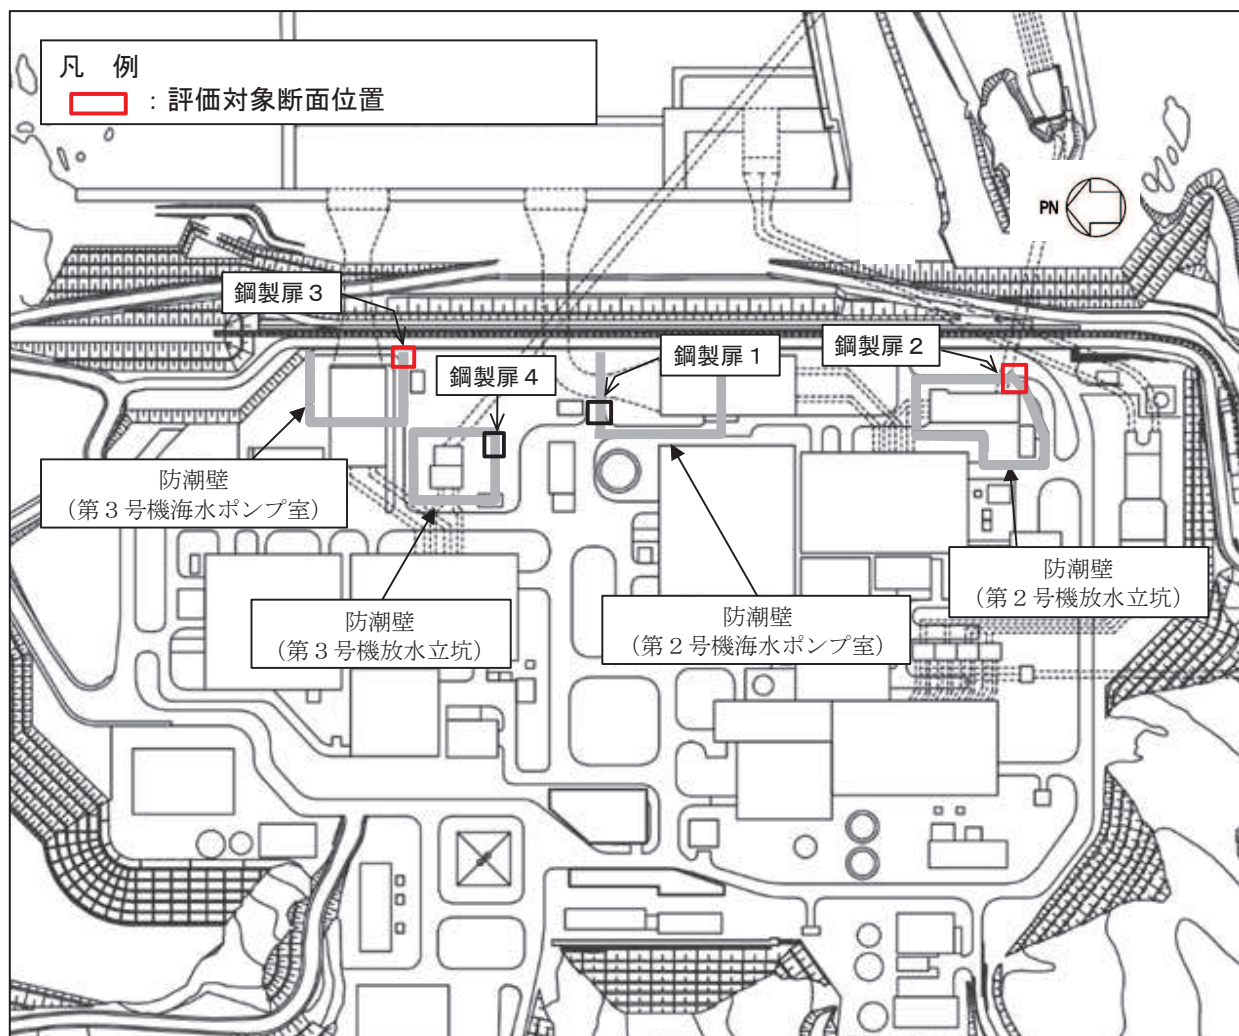 凡　例
：評価対象断面位置
PN
鋼製扉３
鋼製扉４
鋼製扉１
鋼製扉２
防潮壁
（第３号機海水ポンプ室）
防潮壁
（第３号機放水立坑）
防潮壁
（第２号機海水ポンプ室）
防潮壁
（第２号機放水立坑）